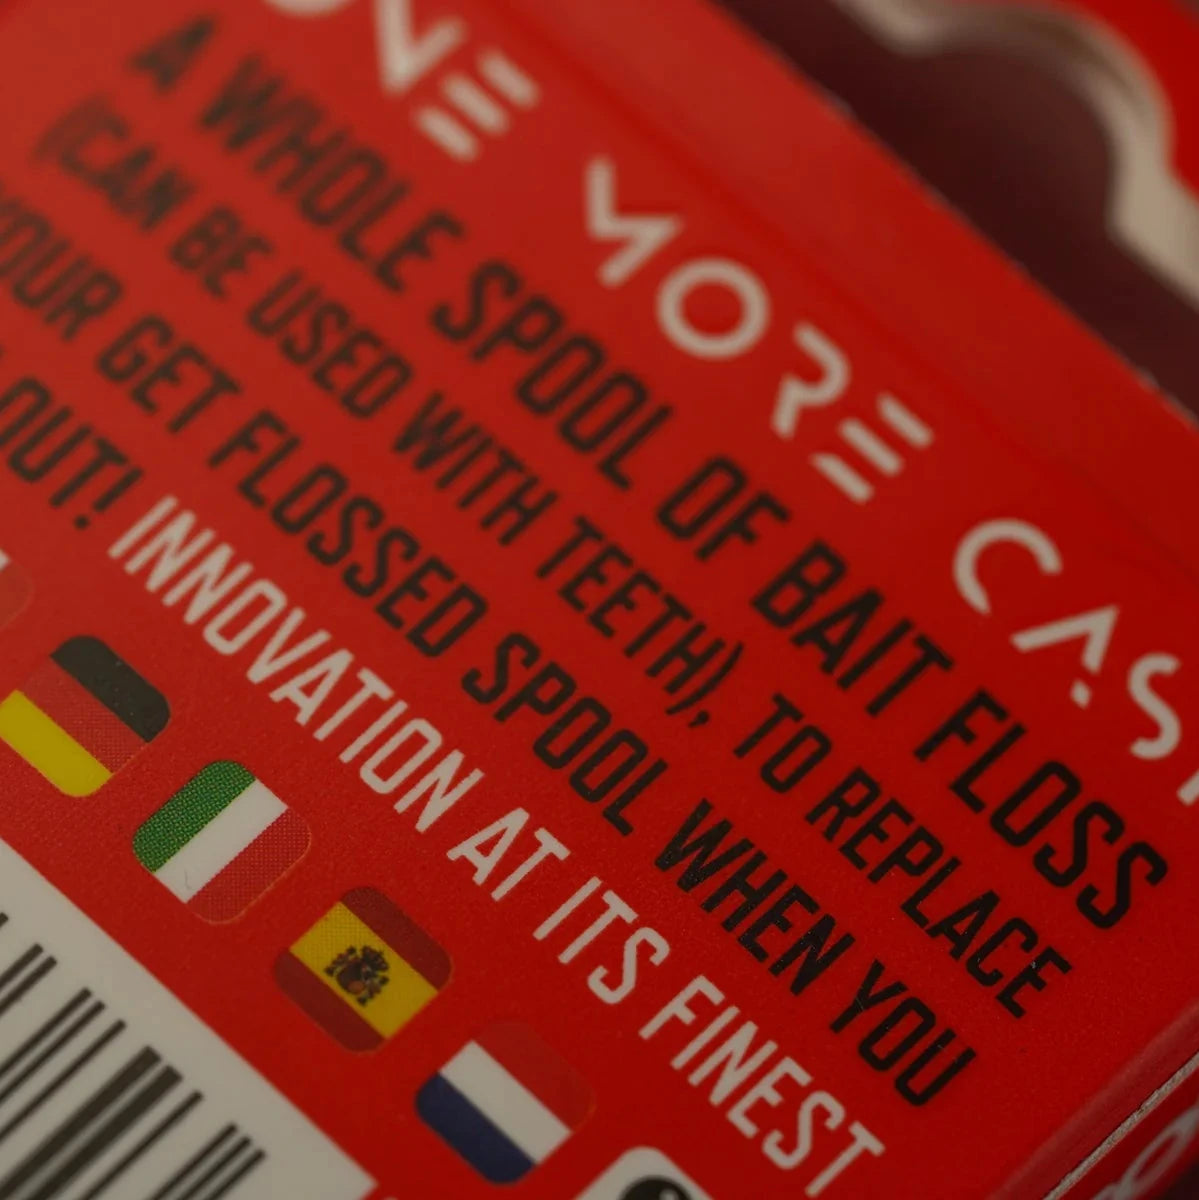 ONE MORE CAST
A WHOLE SPOOL OF BAIT FLOSS
(CAN BE USED WITH TEETH), TO REPLACE
YOUR GET FLOSSED SPOOL WHEN YOU
OUT! INNOVATION AT ITS FINEST